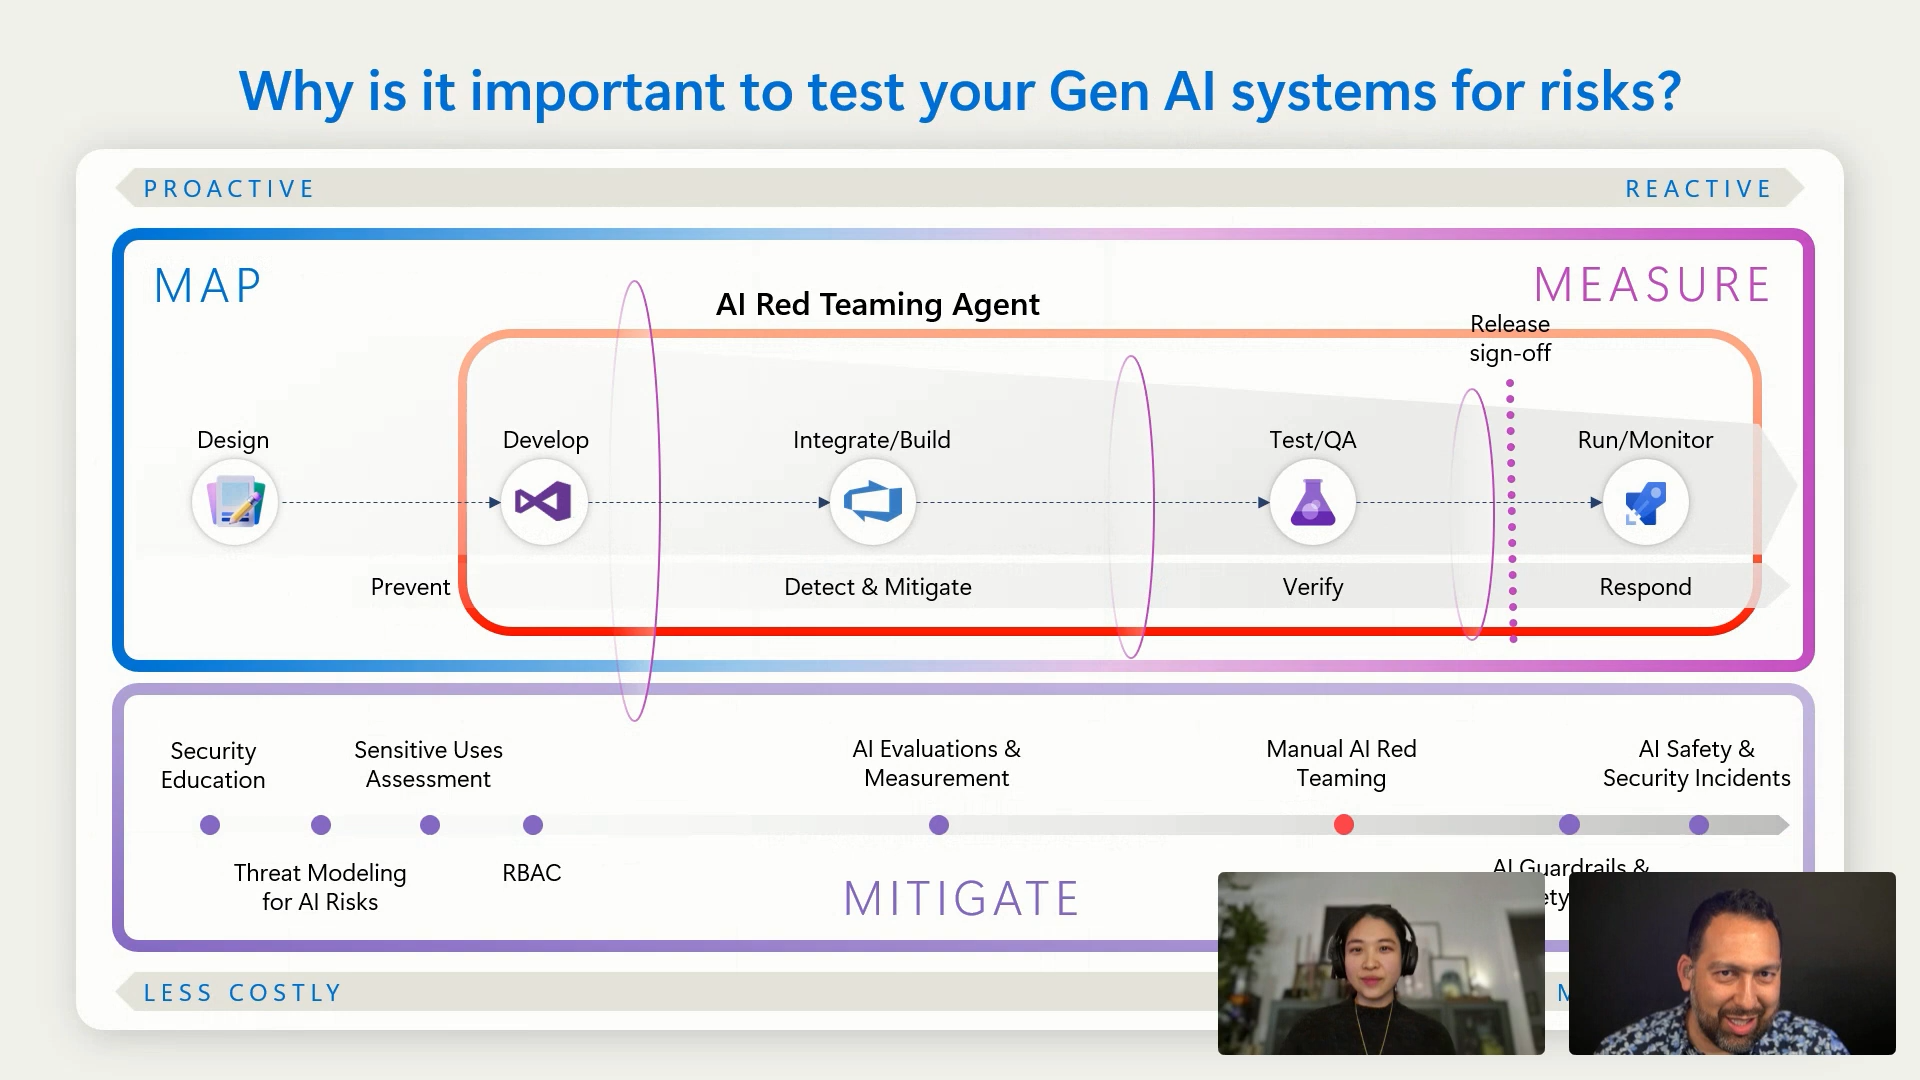 Why is it important to test your Gen AI systems for risks?
PROACTIVE
REACTIVE
MAP
MEASURE
AI Red Teaming Agent
Release
sign-off
Design
Develop
Integrate/Build
Test/QA
Run/Monitor
Prevent
Detect & Mitigate
Verify
Respond
Security
Education
Sensitive Uses
Assessment
AI Evaluations &
Measurement
Manual AI Red
Teaming
AI Safety &
Security Incidents
Threat Modeling
for AI Risks
RBAC
AI Guardrails &
MITIGATE
LESS COSTLY